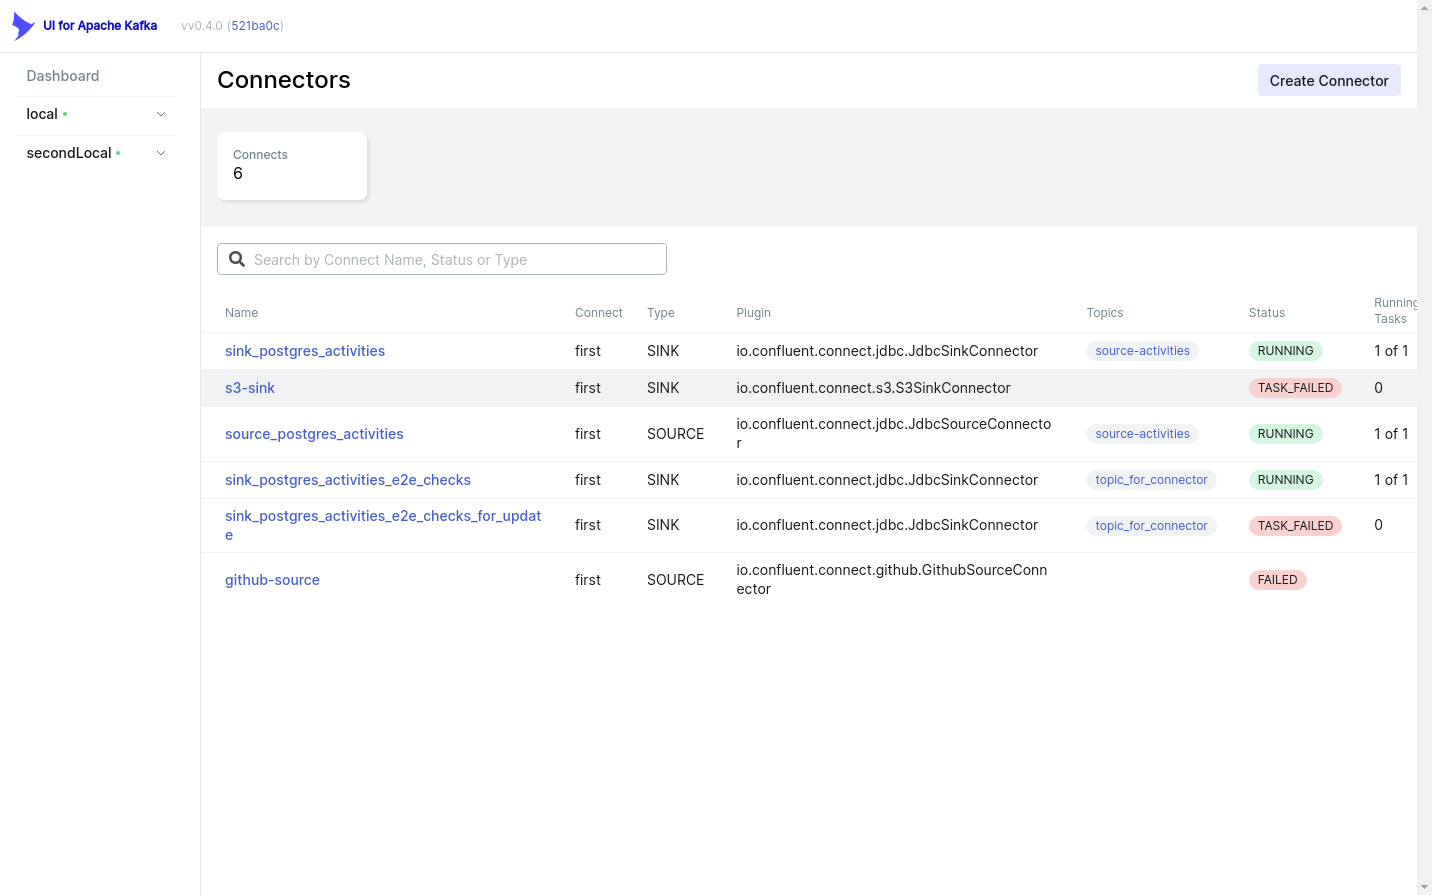 UI for Apache Kafka vv0.4.0 (521ba0c)
Dashboard
local
secondLocal
Connectors
Create Connector
Connects
6
Search by Connect Name, Status or Type
Name Connect Type Plugin Topics Status Running
Tasks
sink_postgres_activities first SINK io.confluent.connect.jdbc.JdbcSinkConnector source-activities RUNNING 1 of 1
s3-sink first SINK io.confluent.connect.s3.S3SinkConnector TASK_FAILED 0
source_postgres_activities first SOURCE io.confluent.connect.jdbc.JdbcSourceConnecto
r source-activities RUNNING 1 of 1
sink_postgres_activities_e2e_checks first SINK io.confluent.connect.jdbc.JdbcSinkConnector topic_for_connector RUNNING 1 of 1
sink_postgres_activities_e2e_checks_for_updat
e first SINK io.confluent.connect.jdbc.JdbcSinkConnector topic_for_connector TASK_FAILED 0
github-source first SOURCE io.confluent.connect.github.GithubSourceConn
ector FAILED